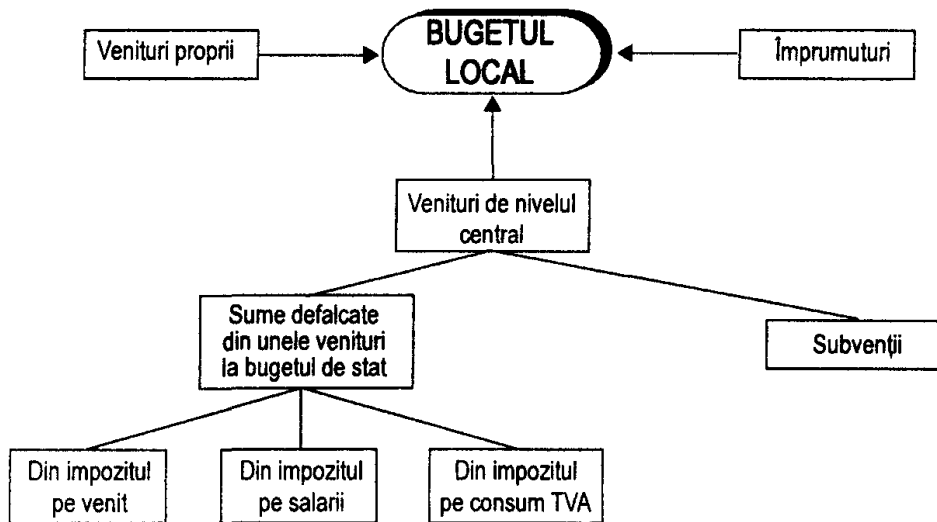 Venituri proprii
BUGETUL
LOCAL
Împrumuturi
Venituri de nivelul
central
Sume defalcate
din unele venituri
la bugetul de stat
Subvenții
Din impozitul
pe venit
Din impozitul
pe salarii
Din impozitul
pe consum TVA